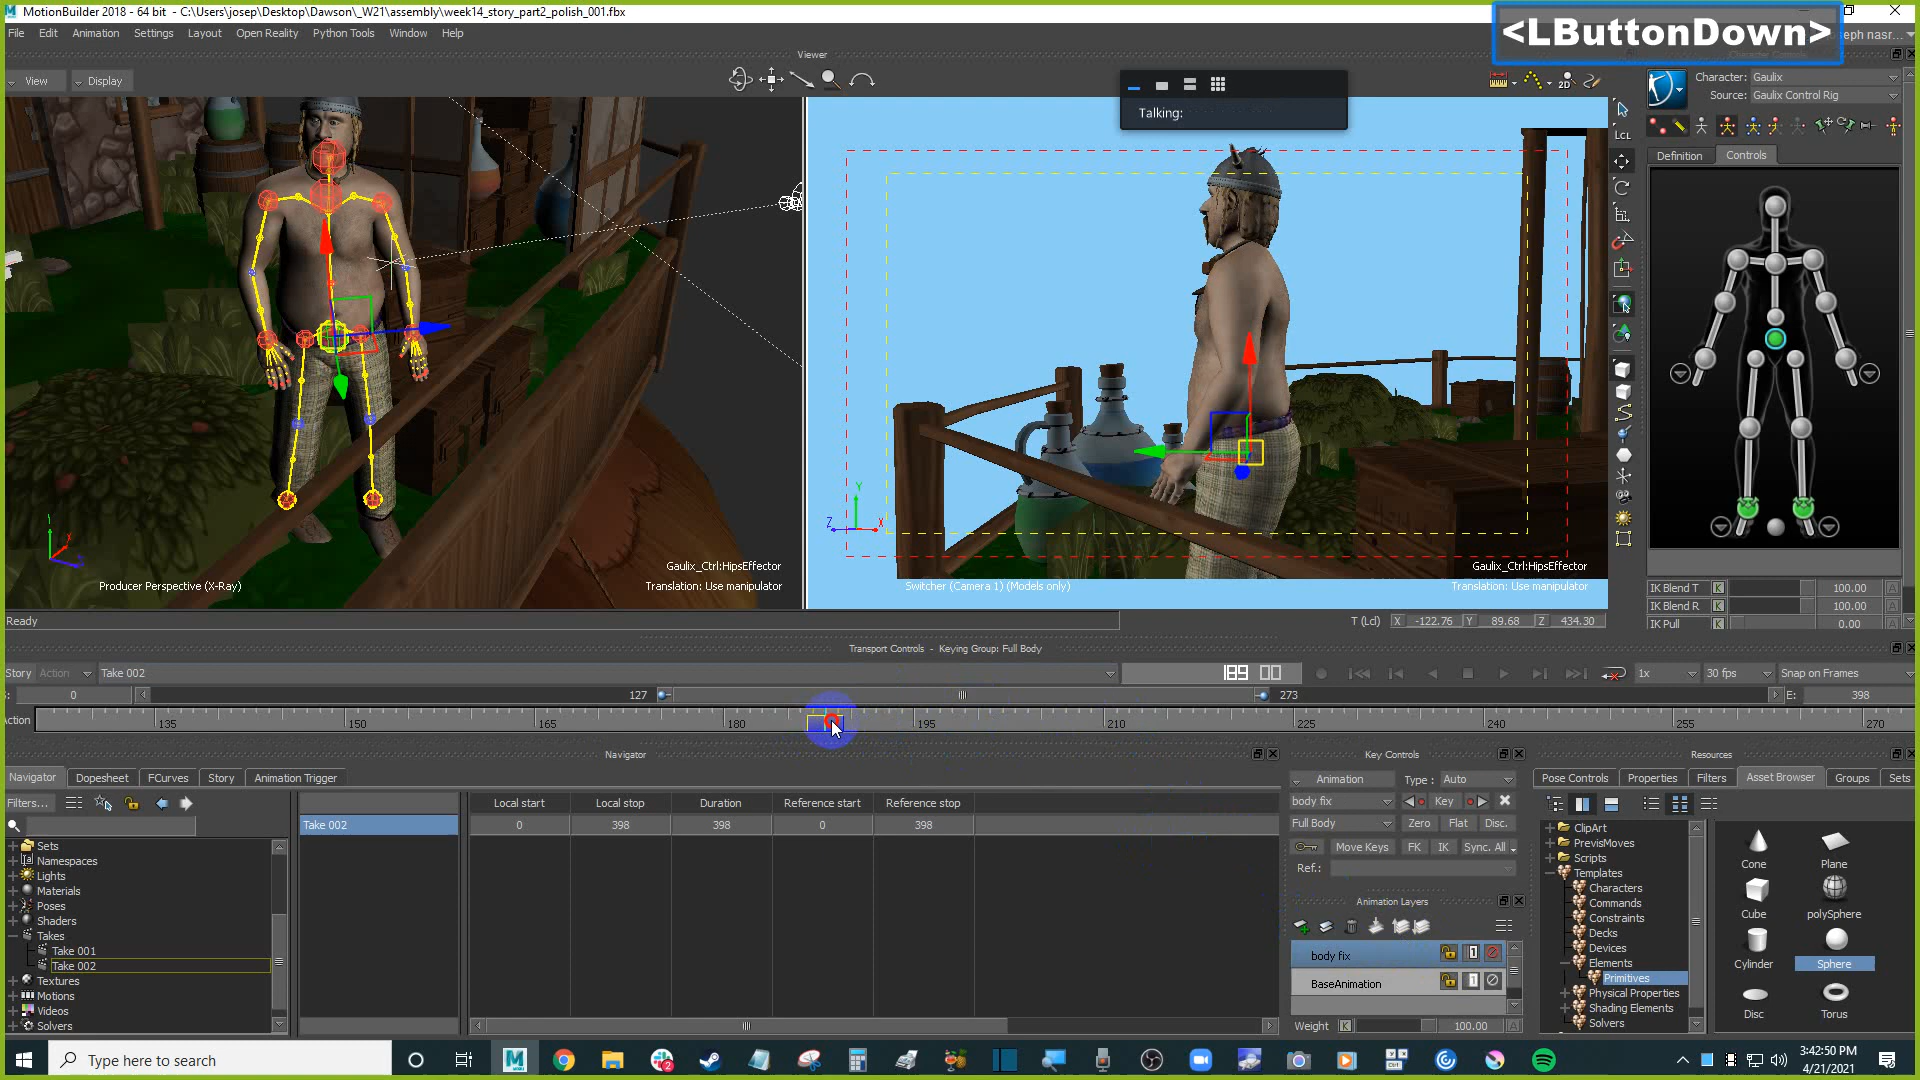 MotionBuilder 2018 - 64 bit - C:\Users\josep\Desktop\Dawson\_W21\assembly\week14_story_part2_polish_001.fbx
<LButtonDown>
File Edit Animation Settings Layout Open Reality Python Tools Window Help
Viewer
View Display
Talking:
Character: Gaulix
Source: Gaulix Control Rig
2D
LCL
Definition Controls
Gaulix_Ctrl:HipsEffector
Producer Perspective (X-Ray)
Translation: Use manipulator
Gaulix_Ctrl:HipsEffector
Switcher (Camera 1) (Models only)
Translation: Use manipulator
Y
Z X
IK Blend T K 100.00 A
IK Blend R K 100.00 A
IK Pull K 0.00
Ready
T (Lcl) X -122.76 Y 89.68 Z 434.30
Transport Controls - Keying Group: Full Body
Story Action Take 002 189 00 1x 30 fps Snap on Frames
S: 0 127 273 E: 398
135 150 165 180 195 210 225 240 255 270
Navigator
Navigator Dopesheet FCurves Story Animation Trigger
Filters...
Local start Local stop Duration Reference start Reference stop
Take 002 0 398 398 0 398
Sets
Namespaces
Lights
Materials
Poses
Shaders
Takes
Take 001
Take 002
Textures
Motions
Videos
Solvers
Key Controls
Animation Type : Auto
body fix Key
Full Body Zero Flat Disc.
Move Keys FK IK Sync. All
Ref.:
Animation Layers
body fix 1
BaseAnimation 1
Weight K 100.00 A
Resources
Pose Controls Properties Filters Asset Browser Groups Sets
ClipArt
PrevisMoves
Scripts
Templates
Characters
Commands
Constraints
Decks
Devices
Elements
Primitives
Physical Properties
Shading Elements
Solvers
Cone Plane
Cube polySphere
Cylinder Sphere
Disc Torus
Type here to search
3:42:50 PM
4/21/2021